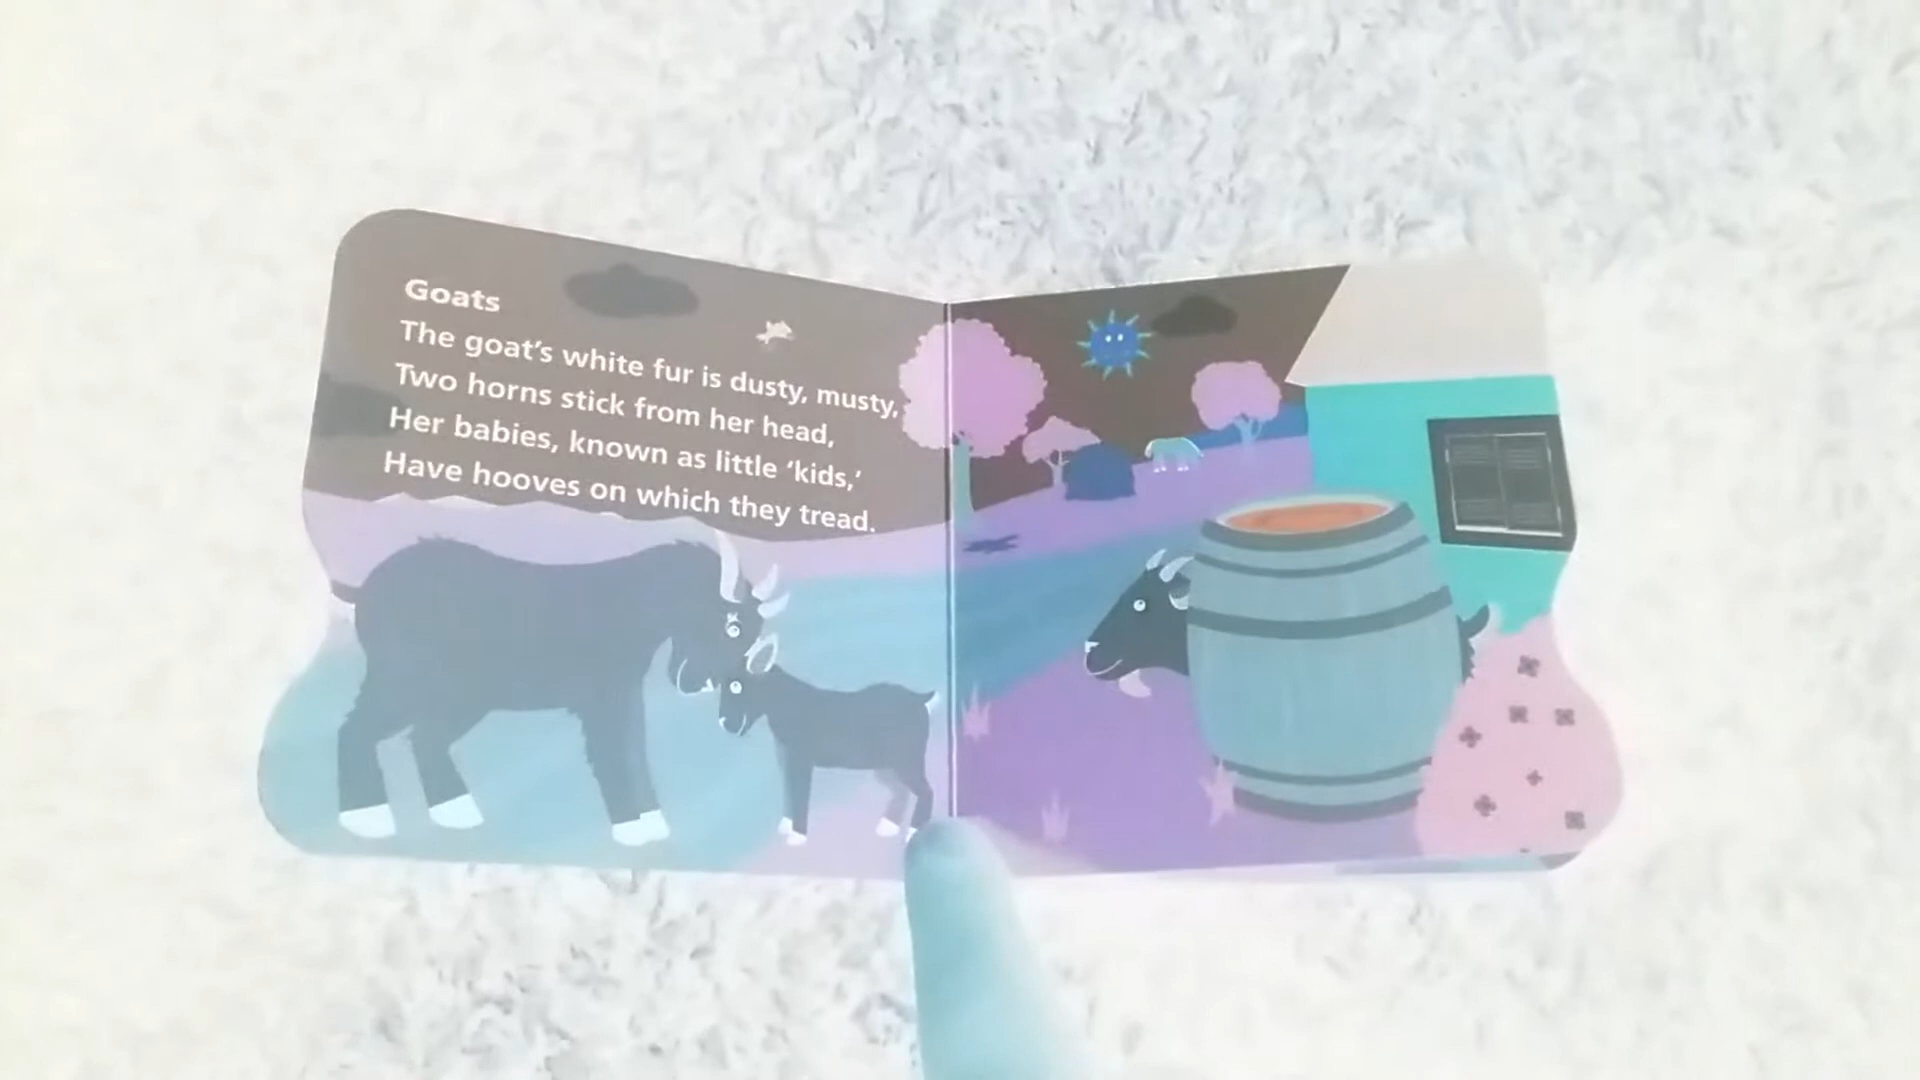 Goats
The goat's white fur is dusty, musty,
Two horns stick from her head,
Her babies, known as little ‘kids,’
Have hooves on which they tread.